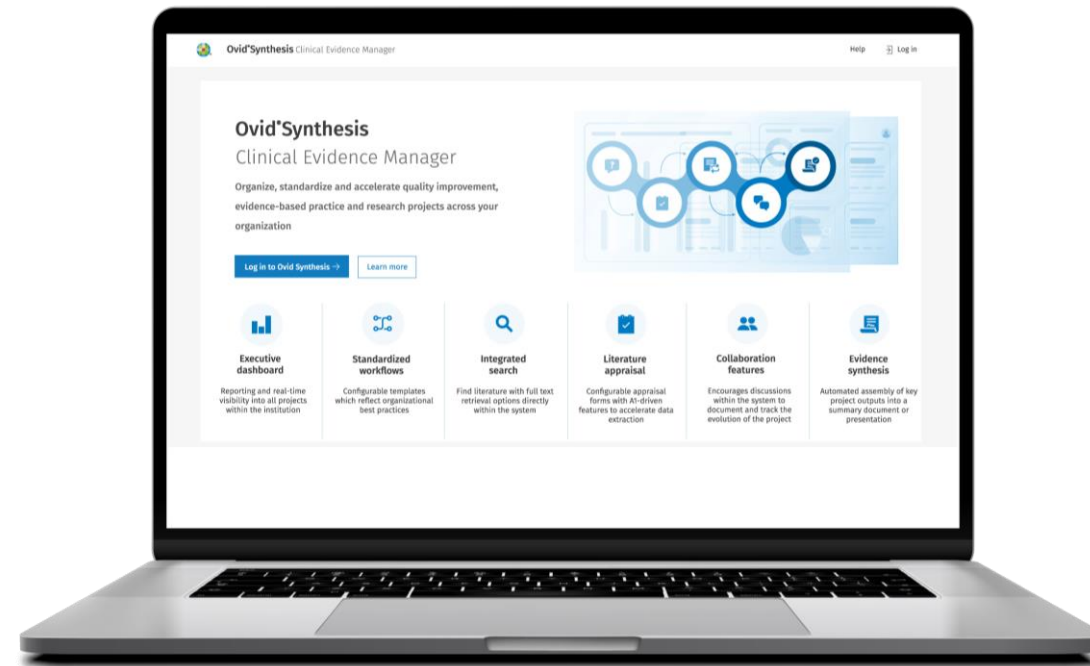 Ovid®Synthesis Clinical Evidence Manager
Help
Log in
Ovid®Synthesis
Clinical Evidence Manager
Organize, standardize and accelerate quality improvement,
evidence-based practice and research projects across your
organization
Log in to Ovid Synthesis →
Learn more
Executive
dashboard
Reporting and real-time
visibility into all projects
within the institution
Standardized
workflows
Configurable templates
which reflect organizational
best practices
Integrated
search
Find literature with full text
retrieval options directly
within the system
Literature
appraisal
Configurable appraisal
forms with AI-driven
features to accelerate data
extraction
Collaboration
features
Encourages discussions
within the system to
document and track the
evolution of the project
Evidence
synthesis
Automated assembly of key
project outputs into a
summary document or
presentation